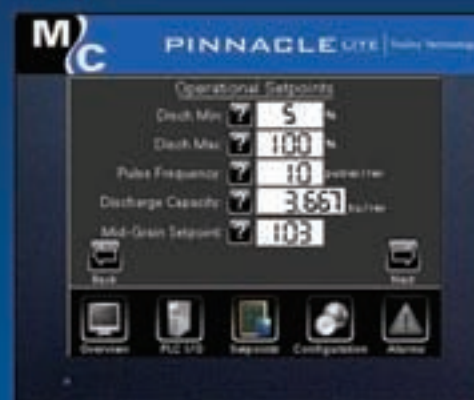 M/C
PINNACLE LITE
Operational Setpoints
Disch Min: ? 5 %
Disch Max: ? 100 %
Pulse Frequency: ? 10
Discharge Capacity: ? 3.667
Mid-Grain Setpoint: ? 103
Back Next
Overview PLC I/O Setpoints Configuration Alarms